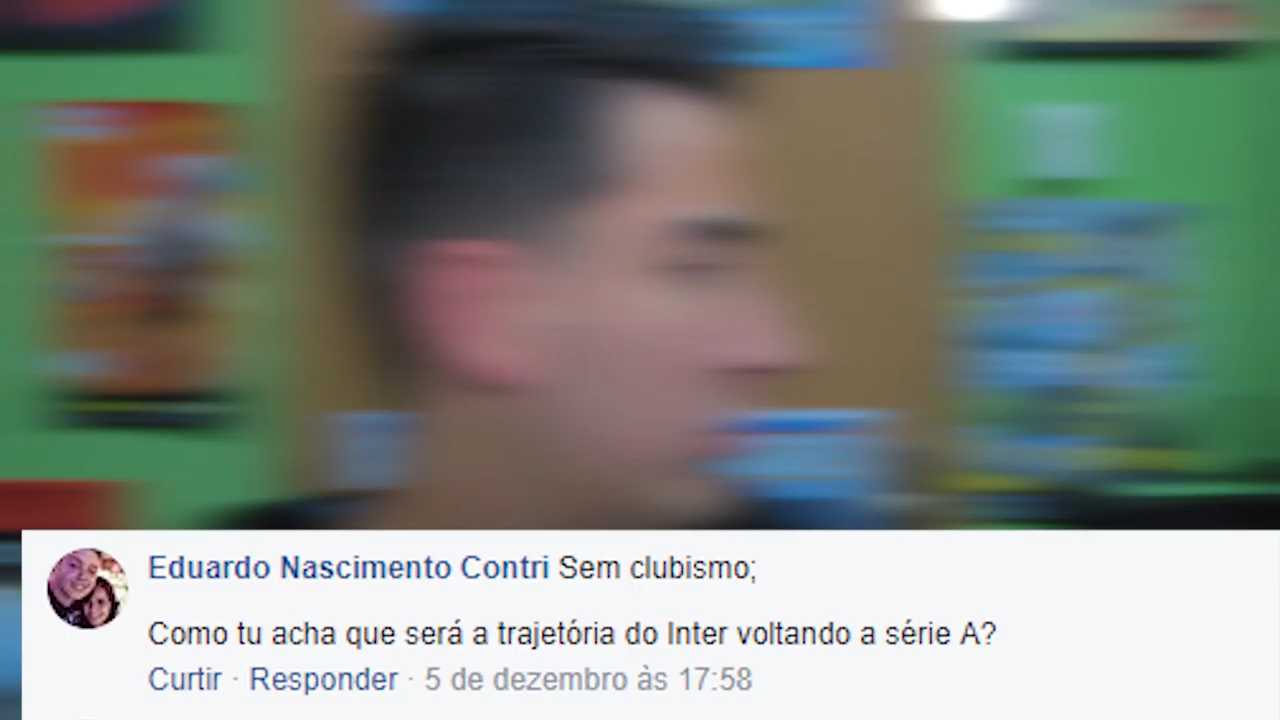 Eduardo Nascimento Contri Sem clubismo;
Como tu acha que será a trajetória do Inter voltando a série A?
Curtir · Responder · 5 de dezembro às 17:58